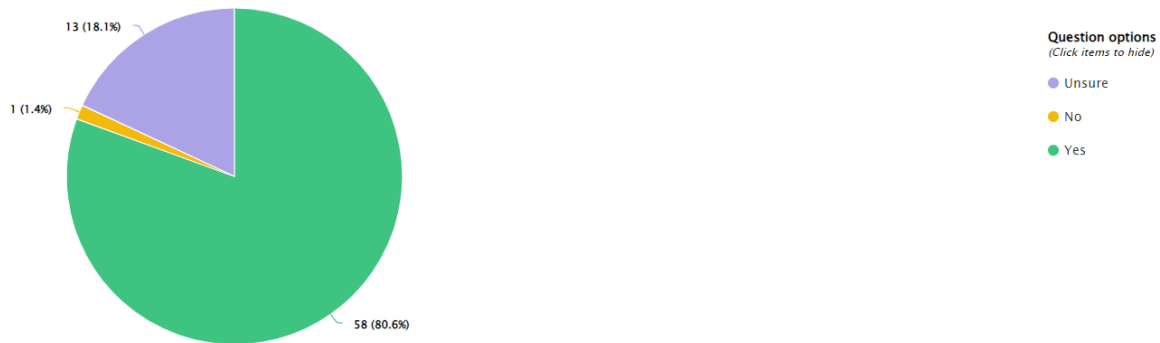 13 (18.1%)
1 (1.4%)
58 (80.6%)
Question options
(Click items to hide)
Unsure
No
Yes